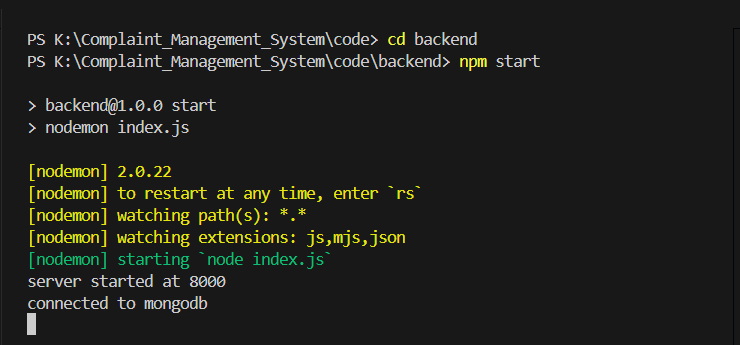 PS K:\Complaint_Management_System\code> cd backend
PS K:\Complaint_Management_System\code\backend> npm start
> backend@1.0.0 start
> nodemon index.js
[nodemon] 2.0.22
[nodemon] to restart at any time, enter `rs`
[nodemon] watching path(s): *.*
[nodemon] watching extensions: js,mjs,json
[nodemon] starting `node index.js`
server started at 8000
connected to mongodb